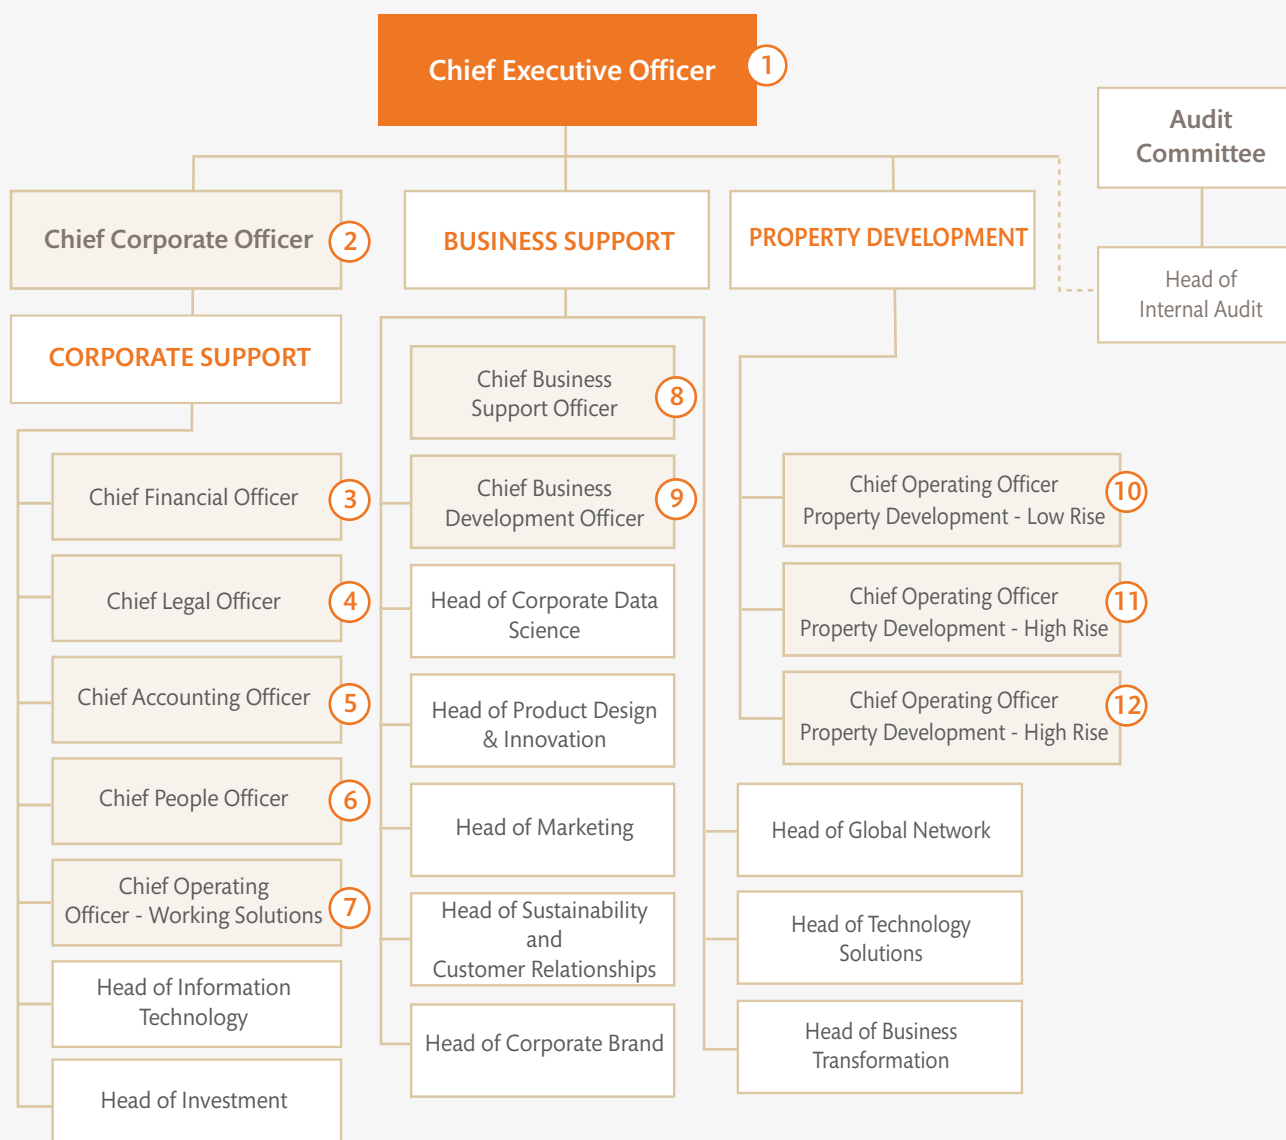 Chief Executive Officer
1
Audit
Committee
Chief Corporate Officer
2
BUSINESS SUPPORT
PROPERTY DEVELOPMENT
Head of
Internal Audit
CORPORATE SUPPORT
Chief Financial Officer
3
Chief Legal Officer
4
Chief Accounting Officer
5
Chief People Officer
6
Chief Operating
Officer - Working Solutions
7
Head of Information
Technology
Head of Investment
Chief Business
Support Officer
8
Chief Business
Development Officer
9
Head of Corporate Data
Science
Head of Product Design
& Innovation
Head of Marketing
Head of Sustainability
and
Customer Relationships
Head of Corporate Brand
Chief Operating Officer
Property Development - Low Rise
10
Chief Operating Officer
Property Development - High Rise
11
Chief Operating Officer
Property Development - High Rise
12
Head of Global Network
Head of Technology
Solutions
Head of Business
Transformation